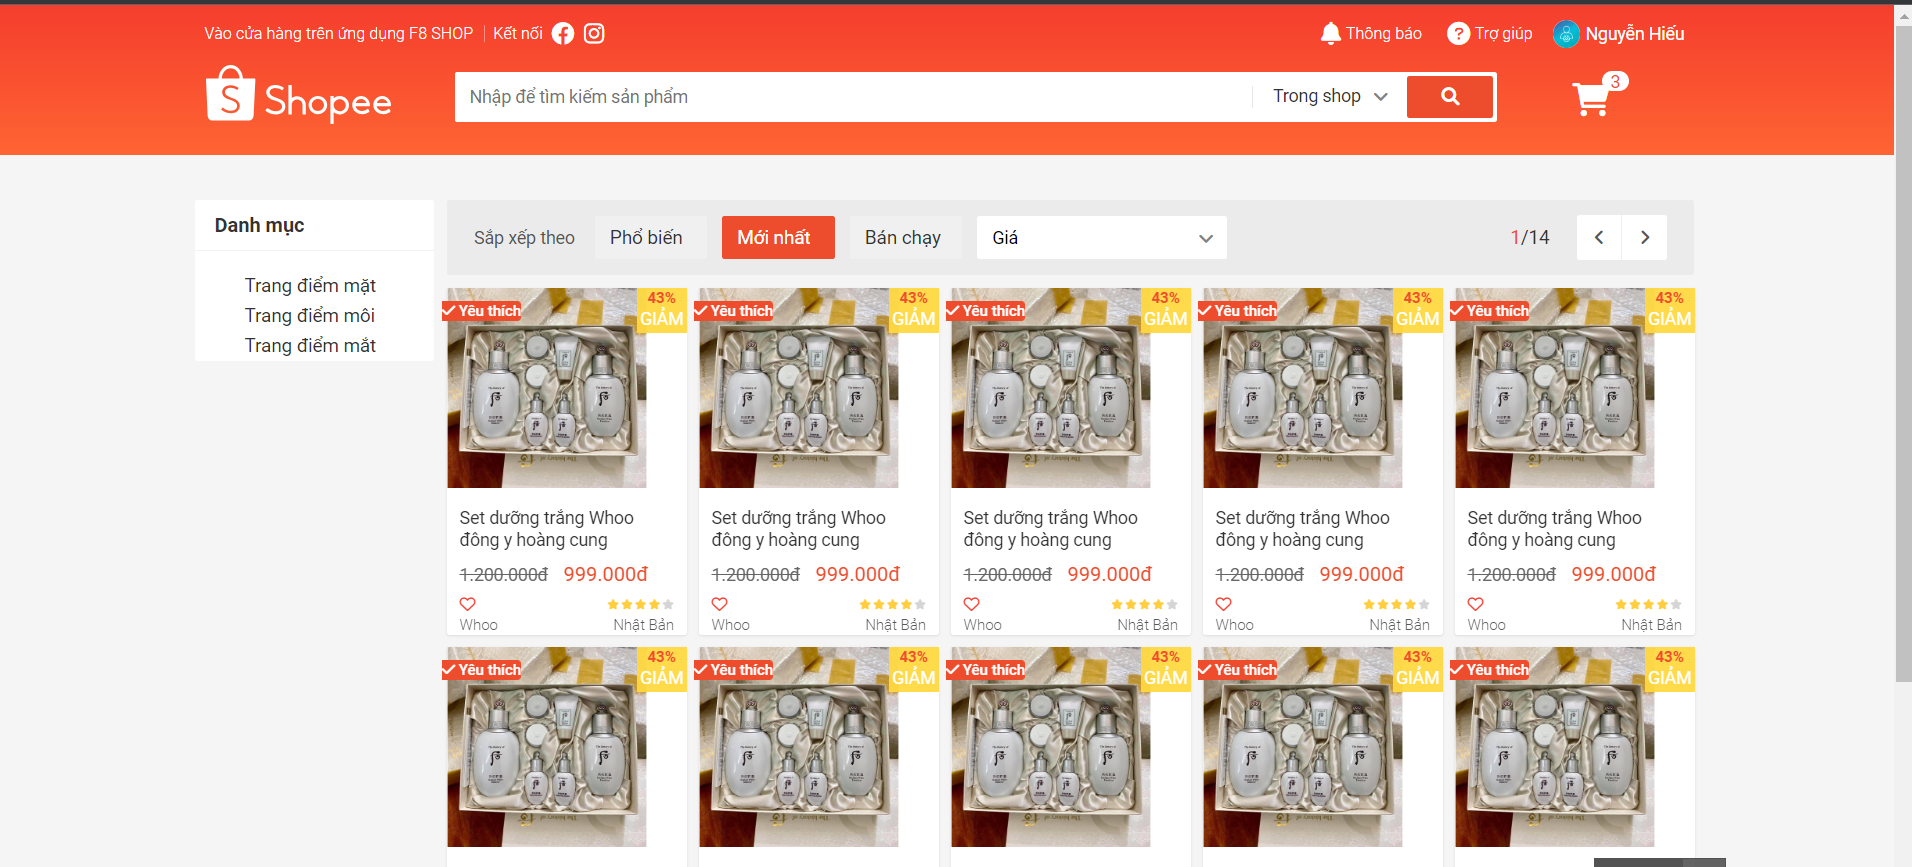 Vào cửa hàng trên ứng dụng F8 SHOP Kết nối Thông báo ? Trợ giúp Nguyễn Hiếu
S Shopee Nhập để tìm kiếm sản phẩm Trong shop 3
Danh mục
Trang điểm mặt
Trang điểm môi
Trang điểm mắt
Sắp xếp theo Phổ biến Mới nhất Bán chạy Giá 1/14
43% 43% 43% 43% 43%
Yêu thích GIẢM Yêu thích GIẢM Yêu thích GIẢM Yêu thích GIẢM Yêu thích GIẢM
Set dưỡng trắng Whoo Set dưỡng trắng Whoo Set dưỡng trắng Whoo Set dưỡng trắng Whoo Set dưỡng trắng Whoo
đông y hoàng cung đông y hoàng cung đông y hoàng cung đông y hoàng cung đông y hoàng cung
1.200.000đ 999.000đ 1.200.000đ 999.000đ 1.200.000đ 999.000đ 1.200.000đ 999.000đ 1.200.000đ 999.000đ
Whoo Nhật Bản Whoo Nhật Bản Whoo Nhật Bản Whoo Nhật Bản Whoo Nhật Bản
43% 43% 43% 43% 43%
Yêu thích GIẢM Yêu thích GIẢM Yêu thích GIẢM Yêu thích GIẢM Yêu thích GIẢM